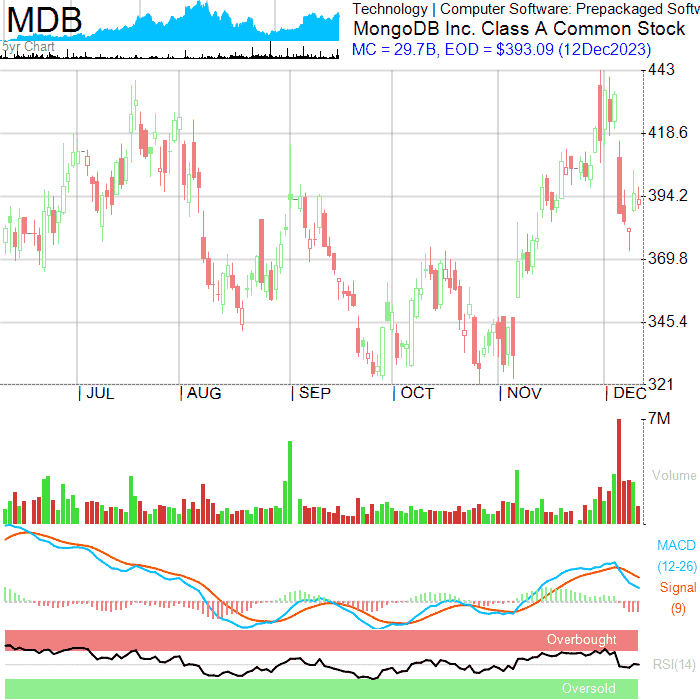 MDB
5yr Chart
Technology | Computer Software: Prepackaged Softw
MongoDB Inc. Class A Common Stock
MC = 29.7B, EOD = $393.09 (12Dec2023)
443
418.6
394.2
369.8
345.4
321
JUL AUG SEP OCT NOV DEC
7M
Volume
MACD
(12-26)
Signal
(9)
Overbought
RSI(14)
Oversold